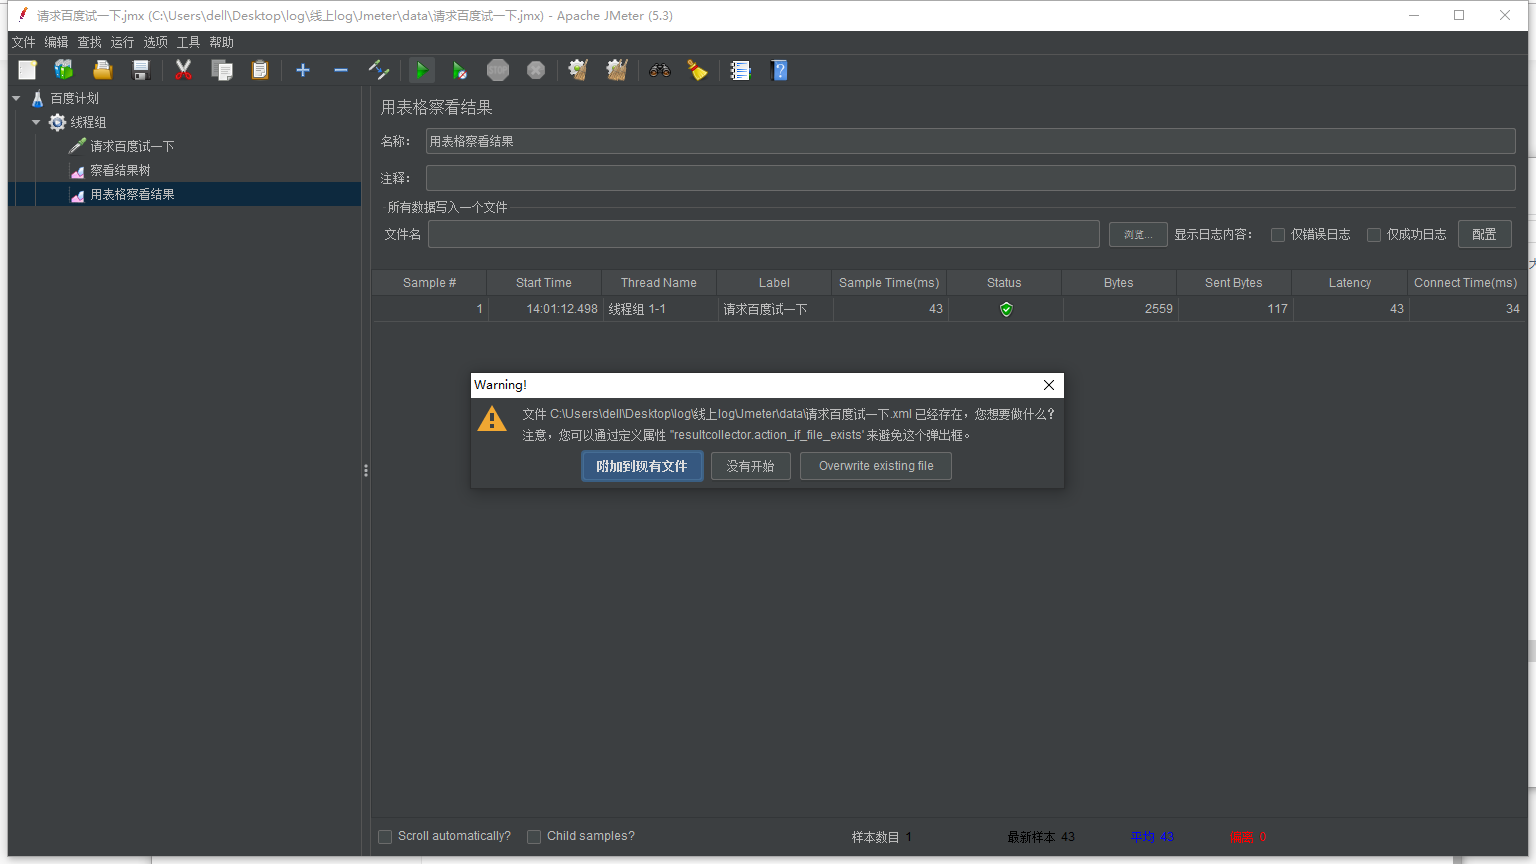 请求百度试一下.jmx (C:\Users\dell\Desktop\log\线上log\Jmeter\data\请求百度试一下.jmx) - Apache JMeter (5.3)
文件 编辑 查找 运行 选项 工具 帮助
STOP
百度计划
线程组
请求百度试一下
察看结果树
用表格察看结果
用表格察看结果
名称： 用表格察看结果
注释：
所有数据写入一个文件
文件名 浏览... 显示日志内容： 仅错误日志 仅成功日志 配置
Sample # Start Time Thread Name Label Sample Time(ms) Status Bytes Sent Bytes Latency Connect Time(ms)
1 14:01:12.498 线程组 1-1 请求百度试一下 43 2559 117 43 34
Warning!
文件 C:\Users\dell\Desktop\log\线上log\Jmeter\data\请求百度试一下.xml 已经存在，您想要做什么？
注意，您可以通过定义属性 "resultcollector.action_if_file_exists' 来避免这个弹出框。
附加到现有文件 没有开始 Overwrite existing file
Scroll automatically? Child samples? 样本数目 1 最新样本 43 平均 43 偏离 0